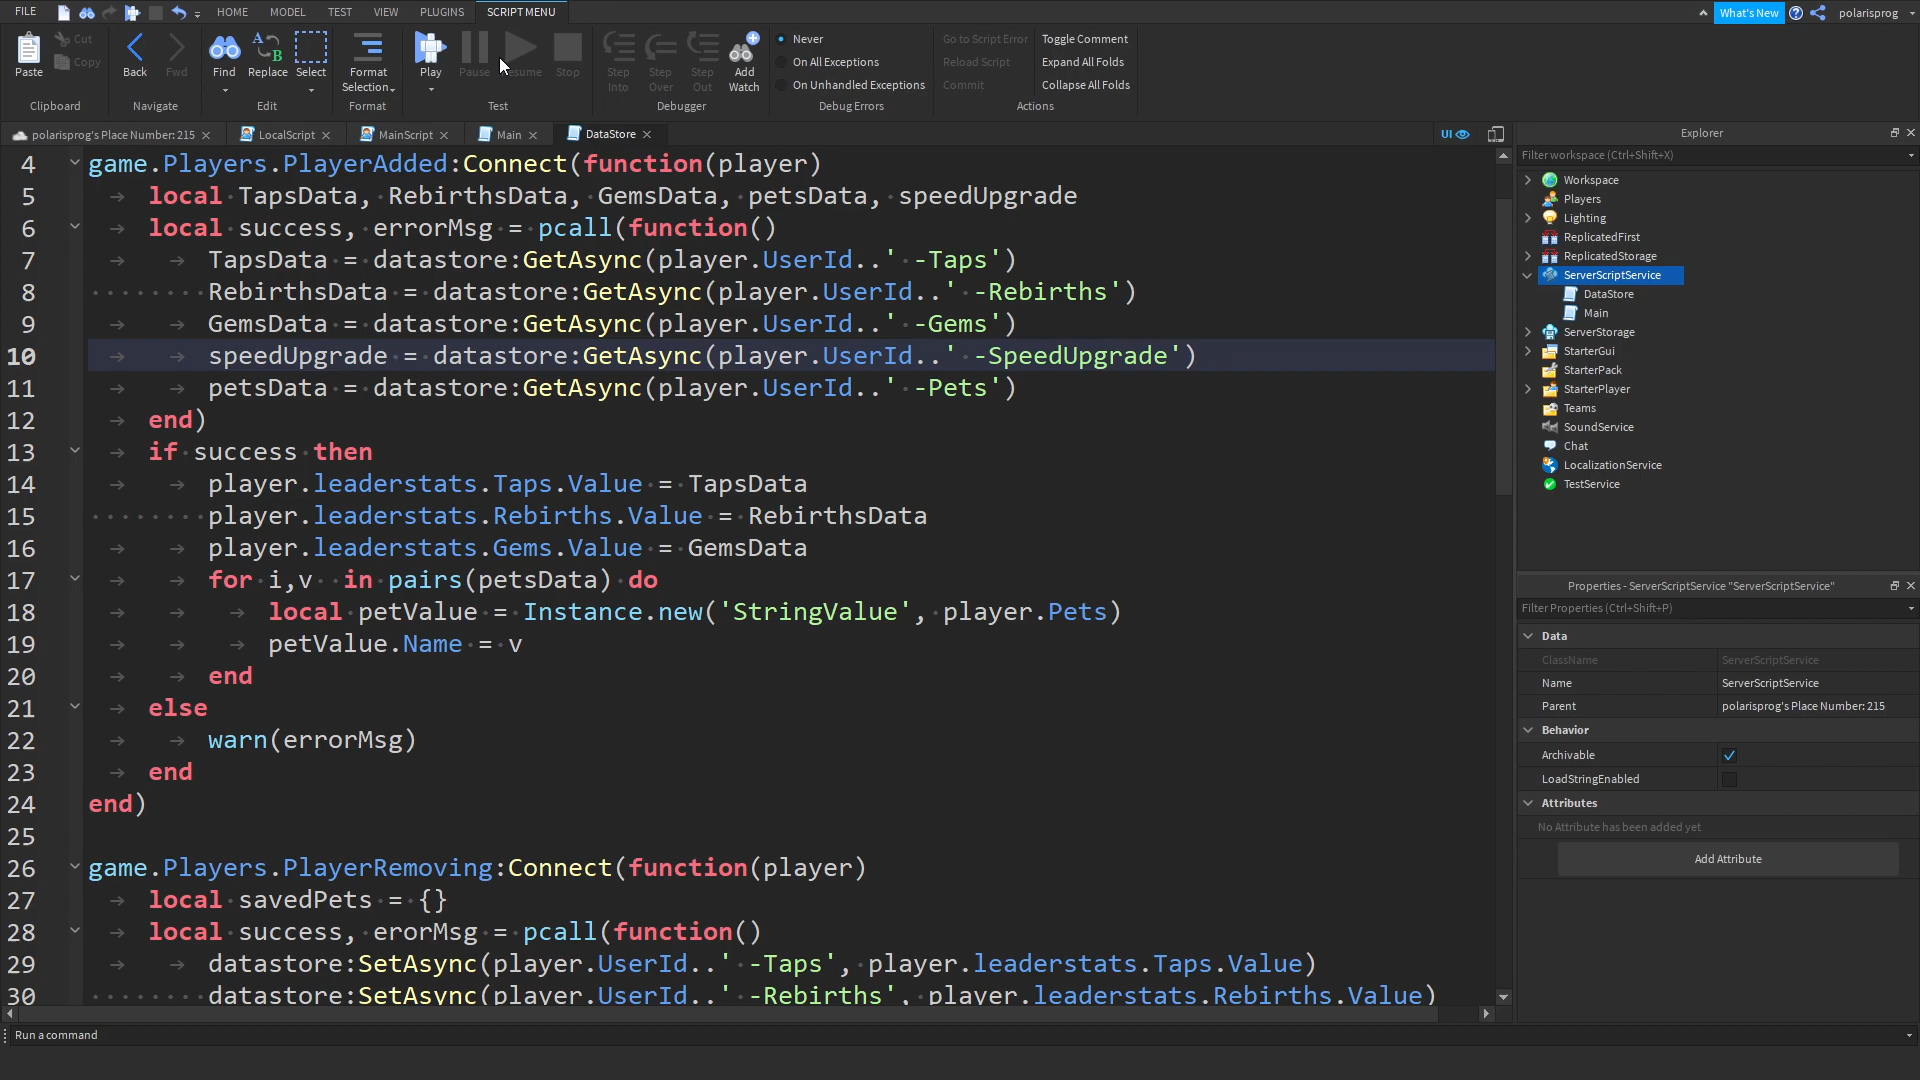 FILE HOME MODEL TEST VIEW PLUGINS SCRIPT MENU What's New polarisprog
Paste Cut Copy Back Fwd Find Replace Select Format Selection Play Pause Stop Step Into Step Over Step Out Add Watch
Never Go to Script Error Toggle Comment
On All Exceptions Reload Script Expand All Folds
On Unhandled Exceptions Commit Collapse All Folds
Clipboard Navigate Edit Format Test Debugger Debug Errors Actions
polarisprog's Place Number: 215 LocalScript MainScript Main DataStore UI
4 game.Players.PlayerAdded:Connect(function(player)
5 local TapsData, RebirthsData, GemsData, petsData, speedUpgrade
6 local success, errorMsg = pcall(function()
7 TapsData = datastore:GetAsync(player.UserId..' -Taps')
8 RebirthsData = datastore:GetAsync(player.UserId..' -Rebirths')
9 GemsData = datastore:GetAsync(player.UserId..' -Gems')
10 speedUpgrade = datastore:GetAsync(player.UserId..' -SpeedUpgrade')
11 petsData = datastore:GetAsync(player.UserId..' -Pets')
12 end)
13 if success then
14 player.leaderstats.Taps.Value = TapsData
15 player.leaderstats.Rebirths.Value = RebirthsData
16 player.leaderstats.Gems.Value = GemsData
17 for i,v in pairs(petsData) do
18 local petValue = Instance.new('StringValue', player.Pets)
19 petValue.Name = v
20 end
21 else
22 warn(errorMsg)
23 end
24 end)
25
26 game.Players.PlayerRemoving:Connect(function(player)
27 local savedPets = {}
28 local success, erorMsg = pcall(function()
29 datastore:SetAsync(player.UserId..' -Taps', player.leaderstats.Taps.Value)
30 datastore:SetAsync(player.UserId..' -Rebirths', player.leaderstats.Rebirths.Value)
Run a command
Explorer
Filter workspace (Ctrl+Shift+X)
Workspace
Players
Lighting
ReplicatedFirst
ReplicatedStorage
ServerScriptService
DataStore
Main
ServerStorage
StarterGui
StarterPack
StarterPlayer
Teams
SoundService
Chat
LocalizationService
TestService
Properties - ServerScriptService "ServerScriptService"
Filter Properties (Ctrl+Shift+P)
Data
ClassName ServerScriptService
Name ServerScriptService
Parent polarisprog's Place Number: 215
Behavior
Archivable
LoadStringEnabled
Attributes
No Attribute has been added yet
Add Attribute